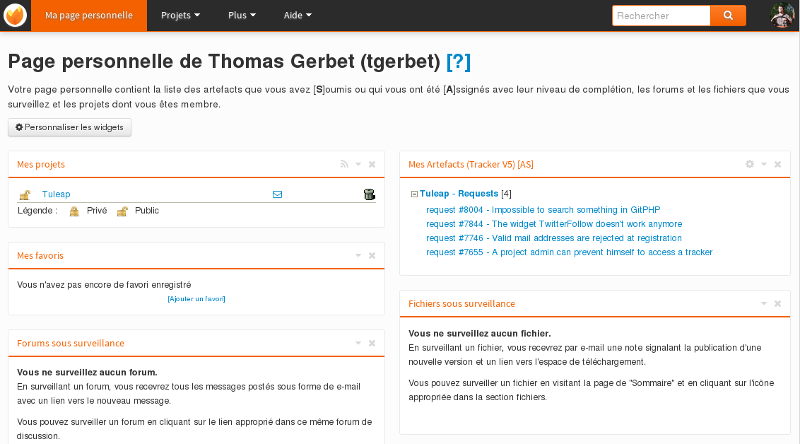 Ma page personnelle Projets Plus Aide Rechercher
Page personnelle de Thomas Gerbet (tgerbet) [?]
Votre page personnelle contient la liste des artefacts que vous avez [S]oumis ou qui vous ont été [A]ssignés avec leur niveau de complétion, les forums et les fichiers que vous
surveillez et les projets dont vous êtes membre.
Personnaliser les widgets
Mes projets
Tuleap
Légende : Privé Public
Mes favoris
Vous n'avez pas encore de favori enregistré
[Ajouter un favori]
Forums sous surveillance
Vous ne surveillez aucun forum.
En surveillant un forum, vous recevrez tous les messages postés sous forme de e-mail
avec un lien vers le nouveau message.
Vous pouvez surveiller un forum en cliquant sur le lien approprié dans ce même forum de
discussion.
Mes Artefacts (Tracker V5) [AS]
Tuleap - Requests [4]
request #8004 - Impossible to search something in GitPHP
request #7844 - The widget TwitterFollow doesn't work anymore
request #7746 - Valid mail addresses are rejected at registration
request #7655 - A project admin can prevent himself to access a tracker
Fichiers sous surveillance
Vous ne surveillez aucun fichier.
En surveillant un fichier, vous recevrez par e-mail une note signalant la publication d'une
nouvelle version et un lien vers l'espace de téléchargement.
Vous pouvez surveiller un fichier en visitant la page de "Sommaire" et en cliquant sur l'icône
appropriée dans la section fichiers.